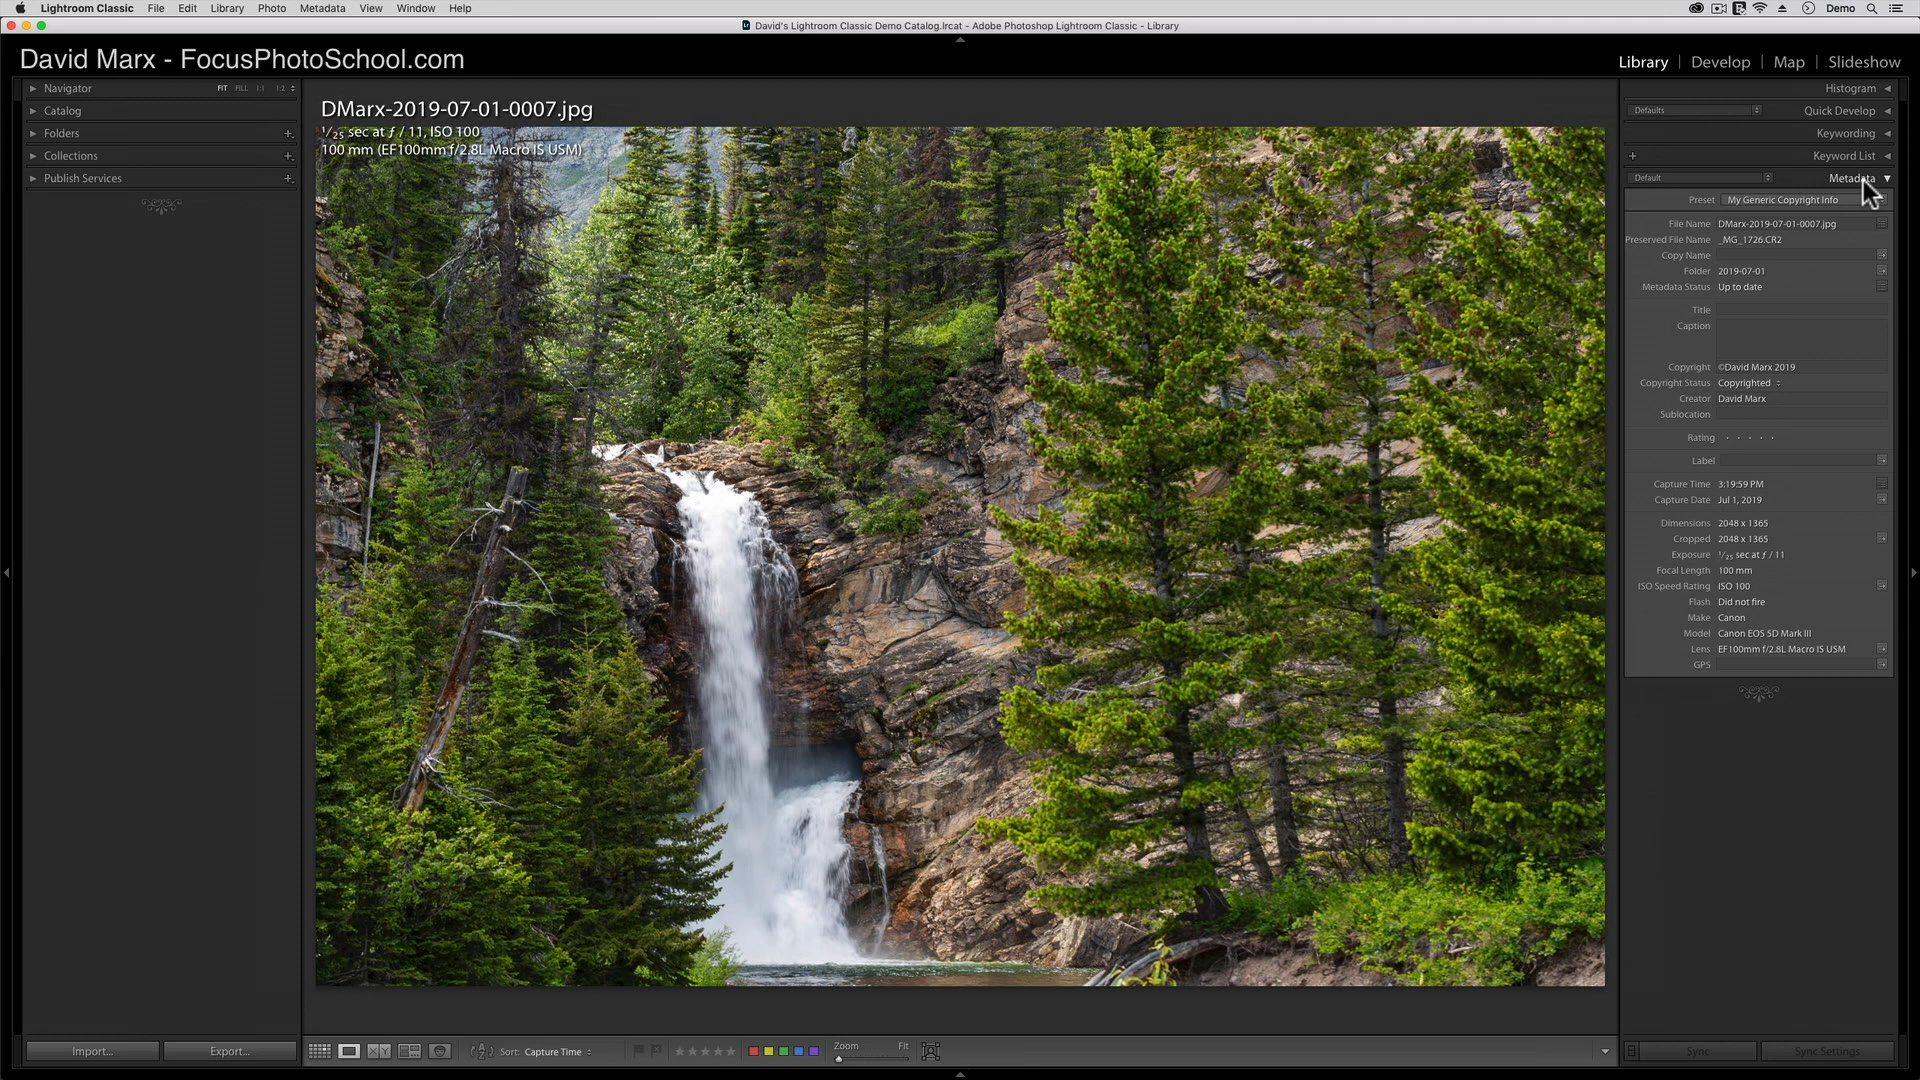 Lightroom Classic File Edit Library Photo Metadata View Window Help Demo
David's Lightroom Classic Demo Catalog.lrcat - Adobe Photoshop Lightroom Classic - Library
David Marx - FocusPhotoSchool.com
Library | Develop | Map | Slideshow
Navigator FIT FILL 1:1 1:2
Catalog
Folders
Collections
Publish Services
DMarx-2019-07-01-0007.jpg
1/25 sec at ƒ / 11, ISO 100
100 mm (EF100mm f/2.8L Macro IS USM)
Histogram
Defaults Quick Develop
Keywording
Keyword List
Default Metadata
Preset My Generic Copyright Info
File Name DMarx-2019-07-01-0007.jpg
Preserved File Name _MG_1726.CR2
Copy Name
Folder 2019-07-01
Metadata Status Up to date
Title
Caption
Copyright ©David Marx 2019
Copyright Status Copyrighted
Creator David Marx
Sublocation
Rating . . . . .
Label
Capture Time 3:19:59 PM
Capture Date Jul 1, 2019
Dimensions 2048 x 1365
Cropped 2048 x 1365
Exposure 1/25 sec at ƒ / 11
Focal Length 100 mm
ISO Speed Rating ISO 100
Flash Did not fire
Make Canon
Model Canon EOS 5D Mark III
Lens EF100mm f/2.8L Macro IS USM
GPS
Import... Export...
XY Sort: Capture Time Zoom Fit
Sync Sync Settings